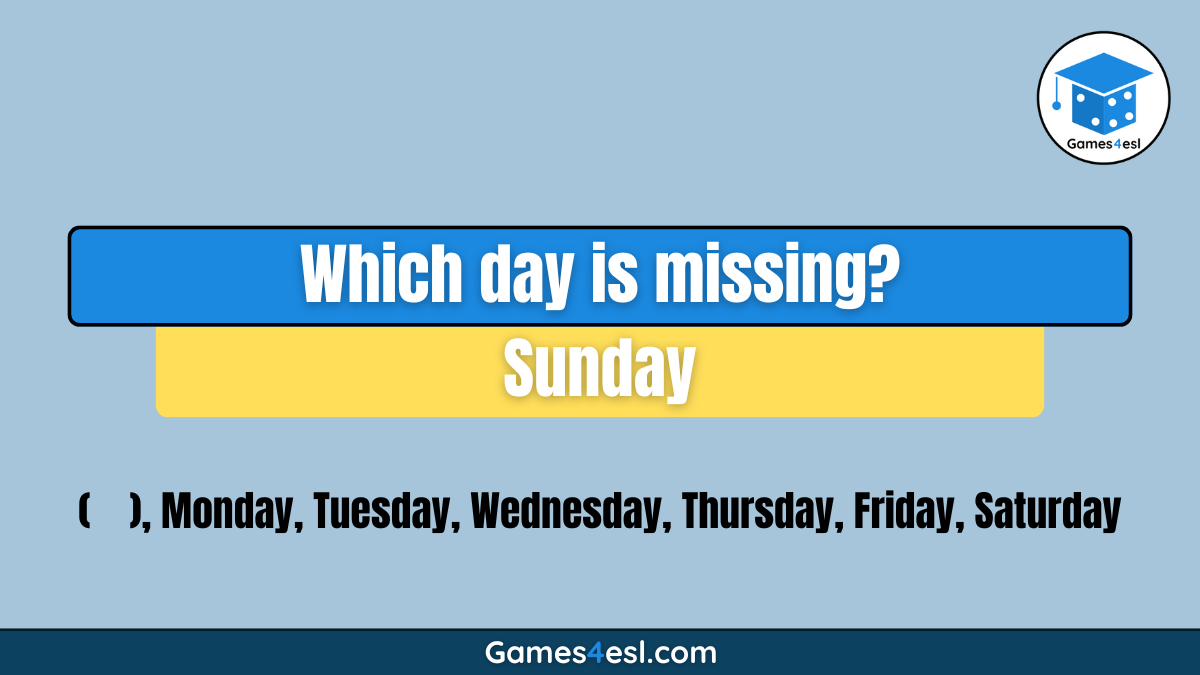 Games4esl
Which day is missing?
Sunday
( ), Monday, Tuesday, Wednesday, Thursday, Friday, Saturday
Games4esl.com